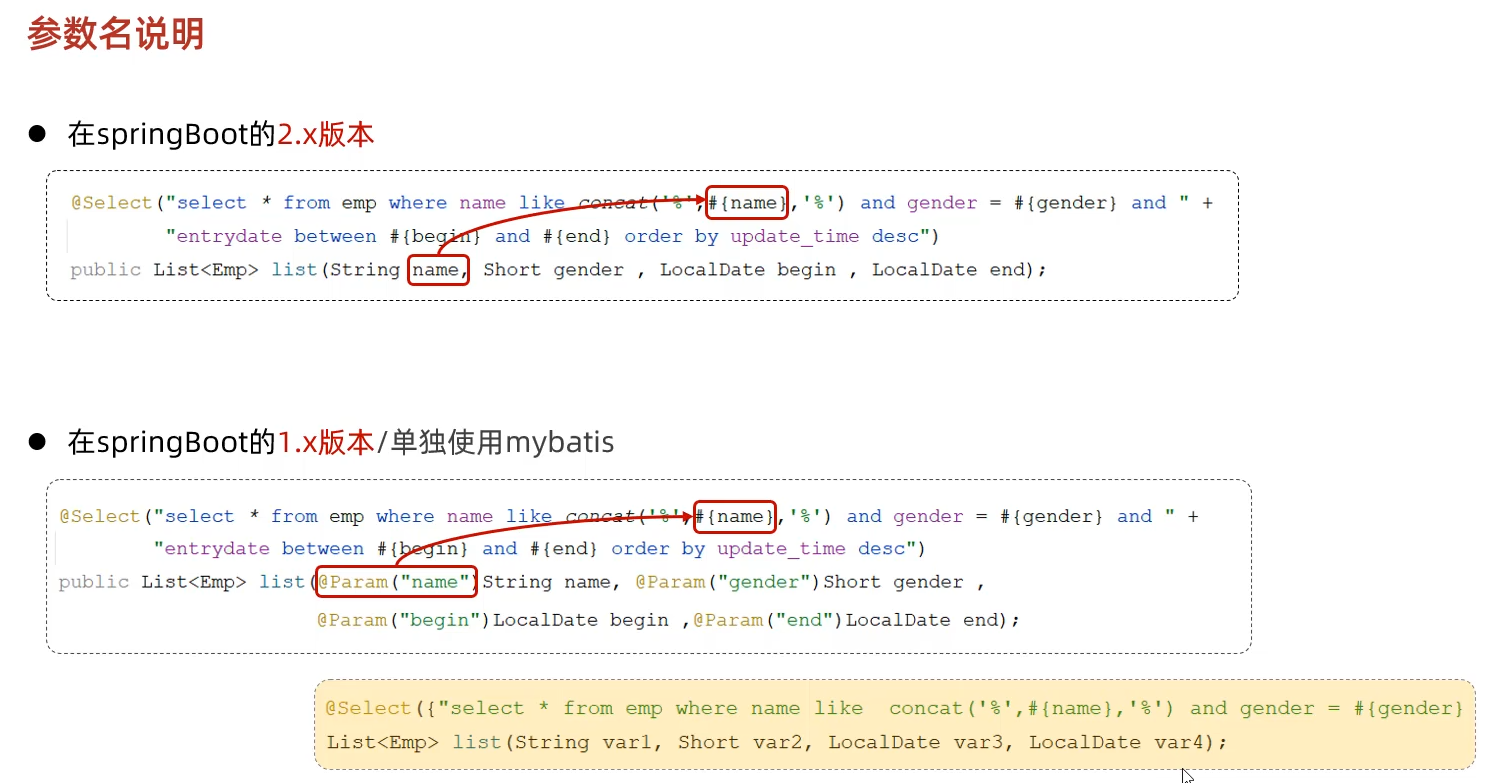 参数名说明
在springBoot的2.x版本
@Select("select * from emp where name like concat('%',#{name},'%') and gender = #{gender} and " +
"entrydate between #{begin} and #{end} order by update_time desc")
public List<Emp> list(String name, Short gender , LocalDate begin , LocalDate end);
在springBoot的1.x版本/单独使用mybatis
@Select("select * from emp where name like concat('%',#{name},'%') and gender = #{gender} and " +
"entrydate between #{begin} and #{end} order by update_time desc")
public List<Emp> list(@Param("name")String name, @Param("gender")Short gender ,
@Param("begin")LocalDate begin ,@Param("end")LocalDate end);
@Select({"select * from emp where name like  concat('%',#{name},'%') and gender = #{gender}
List<Emp> list(String var1, Short var2, LocalDate var3, LocalDate var4);